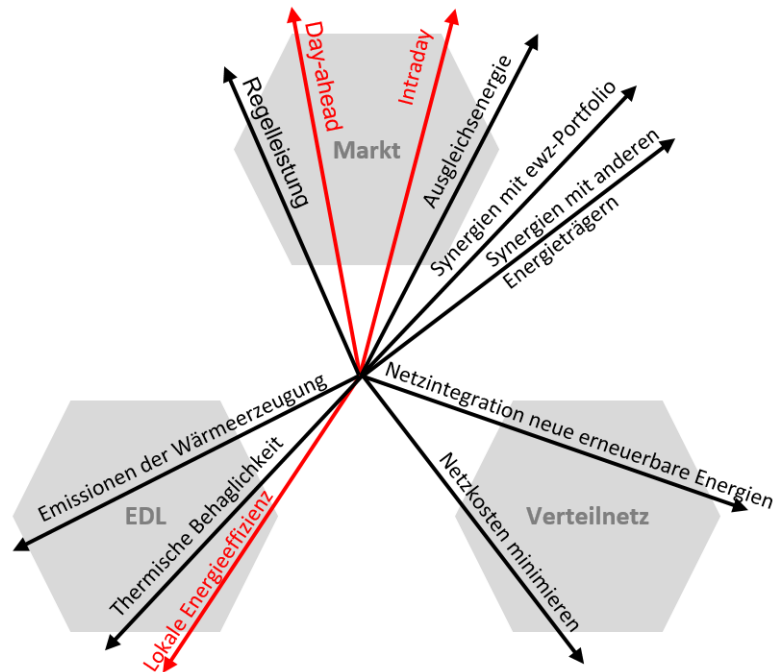 Regelleistung
Day-ahead
Intraday
Ausgleichsenergie
Synergien mit ewz-Portfolio
Synergien mit anderen
Energieträgern
Markt
Emissionen der Wärmeerzeugung
Thermische Behaglichkeit
Lokale Energieeffizienz
EDL
Netzintegration neue erneuerbare Energien
Netzkosten minimieren
Verteilnetz